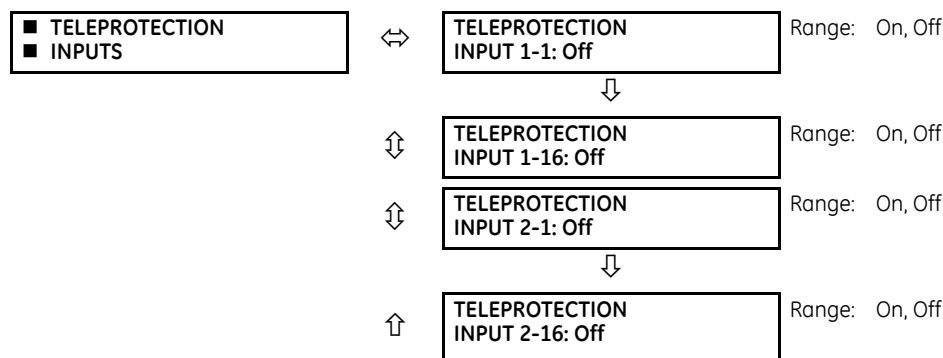 ■ TELEPROTECTION
■ INPUTS
TELEPROTECTION
INPUT 1-1: Off
Range: On, Off
TELEPROTECTION
INPUT 1-16: Off
Range: On, Off
TELEPROTECTION
INPUT 2-1: Off
Range: On, Off
TELEPROTECTION
INPUT 2-16: Off
Range: On, Off